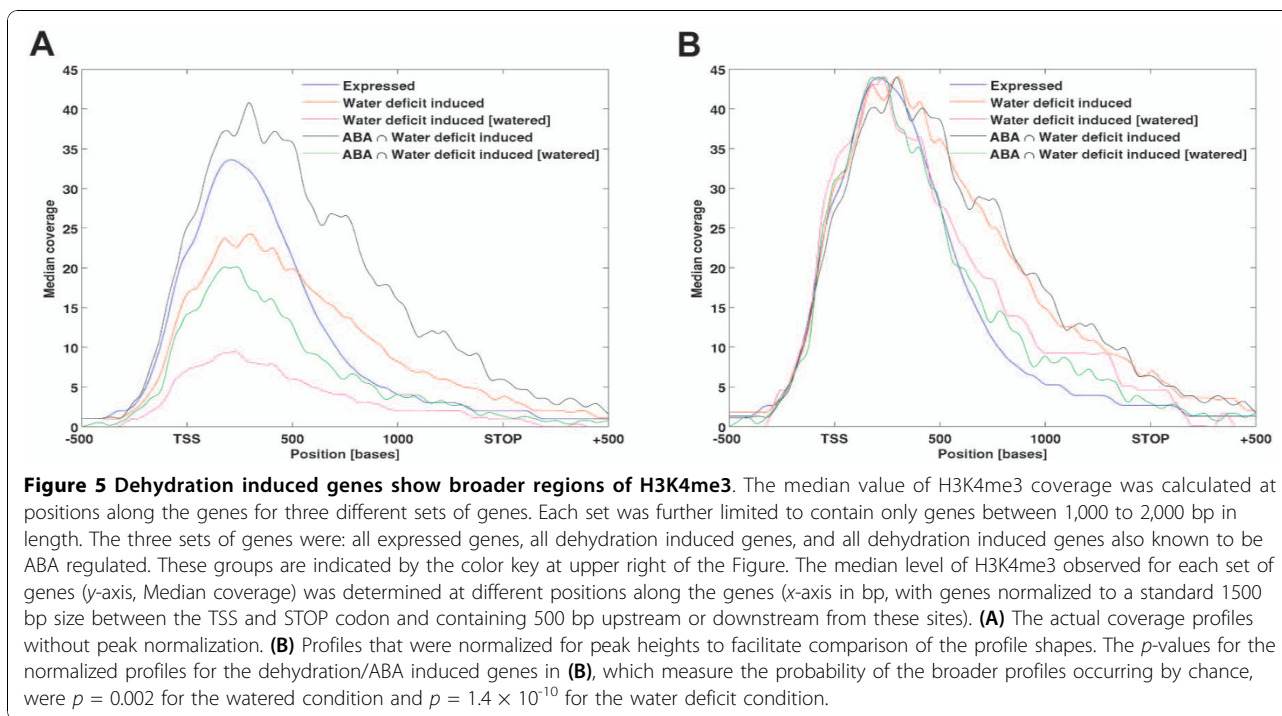 A
B
45
40
35
30
25
20
15
10
5
0
Median coverage
Expressed
Water deficit induced
Water deficit induced [watered]
ABA ∩ Water deficit induced
ABA ∩ Water deficit induced [watered]
-500
TSS
500
1000
STOP
+500
Position [bases]
45
40
35
30
25
20
15
10
5
0
Median coverage
Expressed
Water deficit induced
Water deficit induced [watered]
ABA ∩ Water deficit induced
ABA ∩ Water deficit induced [watered]
-500
TSS
500
1000
STOP
+500
Position [bases]
Figure 5 Dehydration induced genes show broader regions of H3K4me3. The median value of H3K4me3 coverage was calculated at
positions along the genes for three different sets of genes. Each set was further limited to contain only genes between 1,000 to 2,000 bp in
length. The three sets of genes were: all expressed genes, all dehydration induced genes, and all dehydration induced genes also known to be
ABA regulated. These groups are indicated by the color key at upper right of the Figure. The median level of H3K4me3 observed for each set of
genes (y-axis, Median coverage) was determined at different positions along the genes (x-axis in bp, with genes normalized to a standard 1500
bp size between the TSS and STOP codon and containing 500 bp upstream or downstream from these sites). (A) The actual coverage profiles
without peak normalization. (B) Profiles that were normalized for peak heights to facilitate comparison of the profile shapes. The p-values for the
normalized profiles for the dehydration/ABA induced genes in (B), which measure the probability of the broader profiles occurring by chance,
were p = 0.002 for the watered condition and p = 1.4 × 10⁻¹⁰ for the water deficit condition.